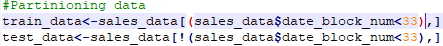 #Partinioning data
train_data<-sales_data[(sales_data$date_block_num<33),]
test_data<-sales_data[!(sales_data$date_block_num<33),]